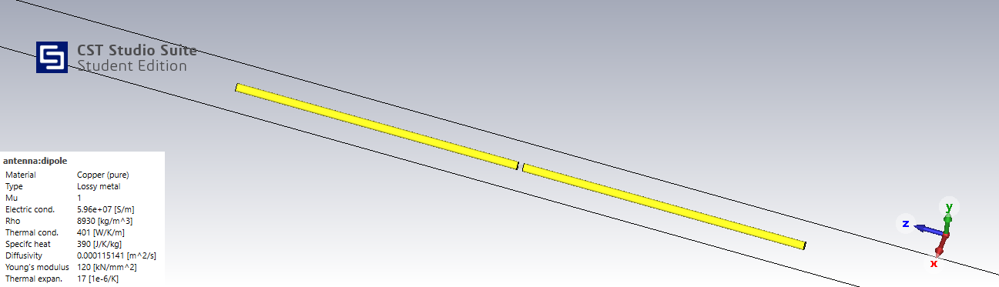 CST Studio Suite
Student Edition
antenna:dipole
Material Copper (pure)
Type Lossy metal
Mu 1
Electric cond. 5.96e+07 [S/m]
Rho 8930 [kg/m^3]
Thermal cond. 401 [W/K/m]
Specifc heat 390 [J/K/kg]
Diffusivity 0.000115141 [m^2/s]
Young's modulus 120 [kN/mm^2]
Thermal expan. 17 [1e-6/K]
y
z
x